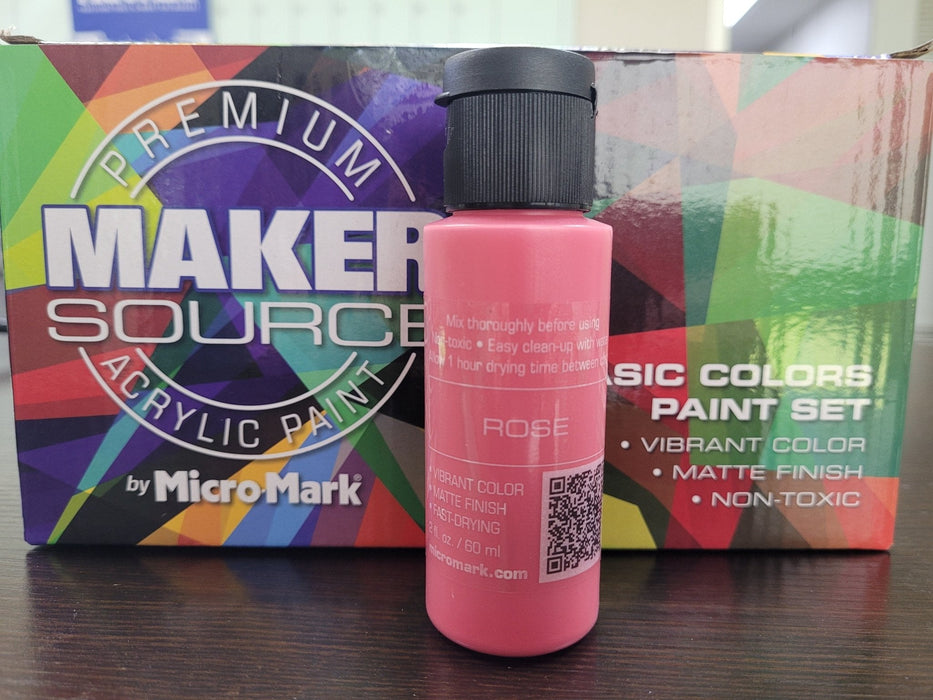 PREMIUM
MAKER
SOURCE
ACRYLIC PAINT
by Micro-Mark®
Mix thoroughly before using
• Easy clean-up with
1 hour drying time between
ROSE
• VIBRANT COLOR
• MATTE FINISH
• FAST-DRYING
2 fl. oz. / 60 ml
micromark.com
COLORS
PAINT SET
• VIBRANT COLOR
• MATTE FINISH
• NON-TOXIC